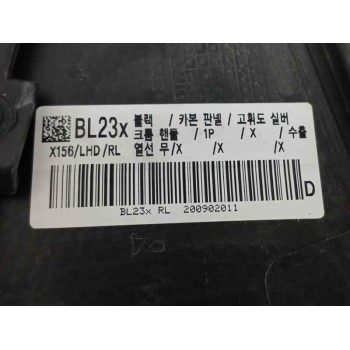 BL23x 블랙 / 카본 판넬 / 고휘도 실버
크롬 핸들 / 1P / X / 수출
X156/LHD/RL 열선 무/X /X /X
D
BL23x RL 200902011